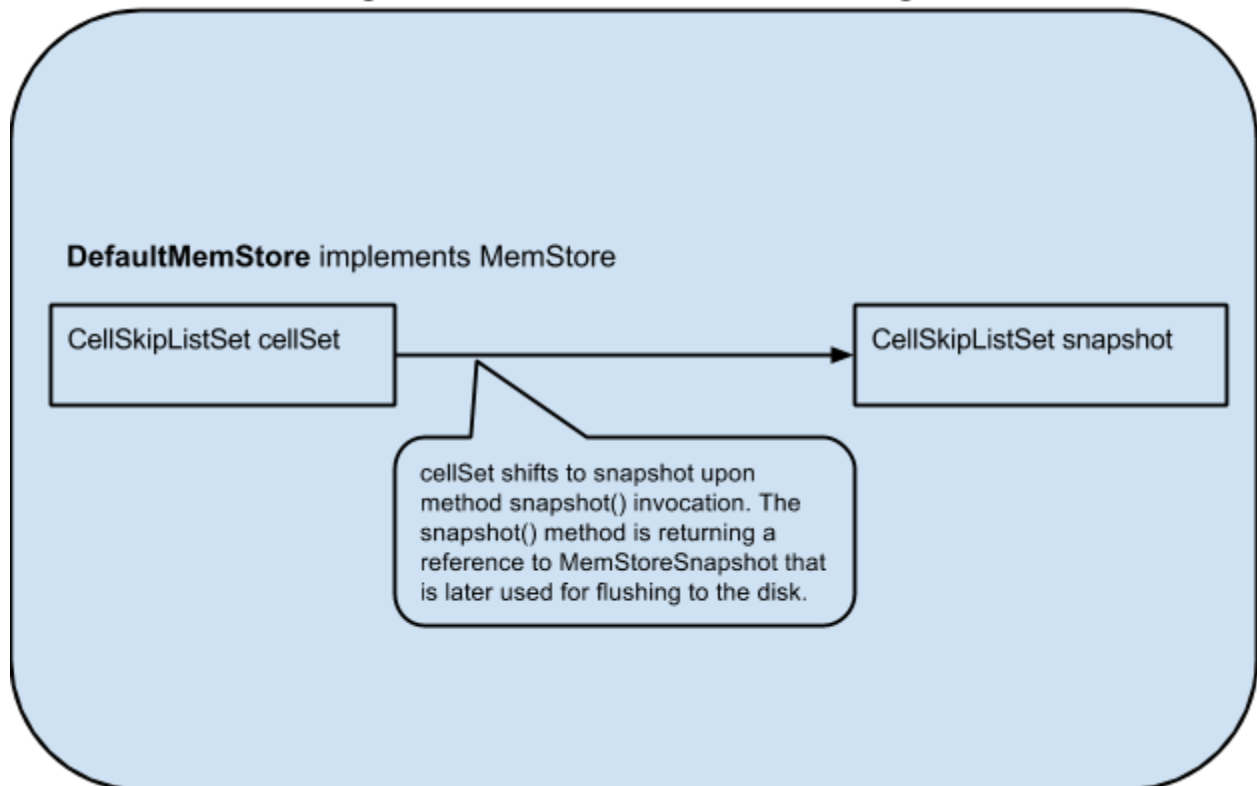 DefaultMemStore implements MemStore
CellSkipListSet cellSet
CellSkipListSet snapshot
cellSet shifts to snapshot upon
method snapshot() invocation. The
snapshot() method is returning a
reference to MemStoreSnapshot that
is later used for flushing to the disk.